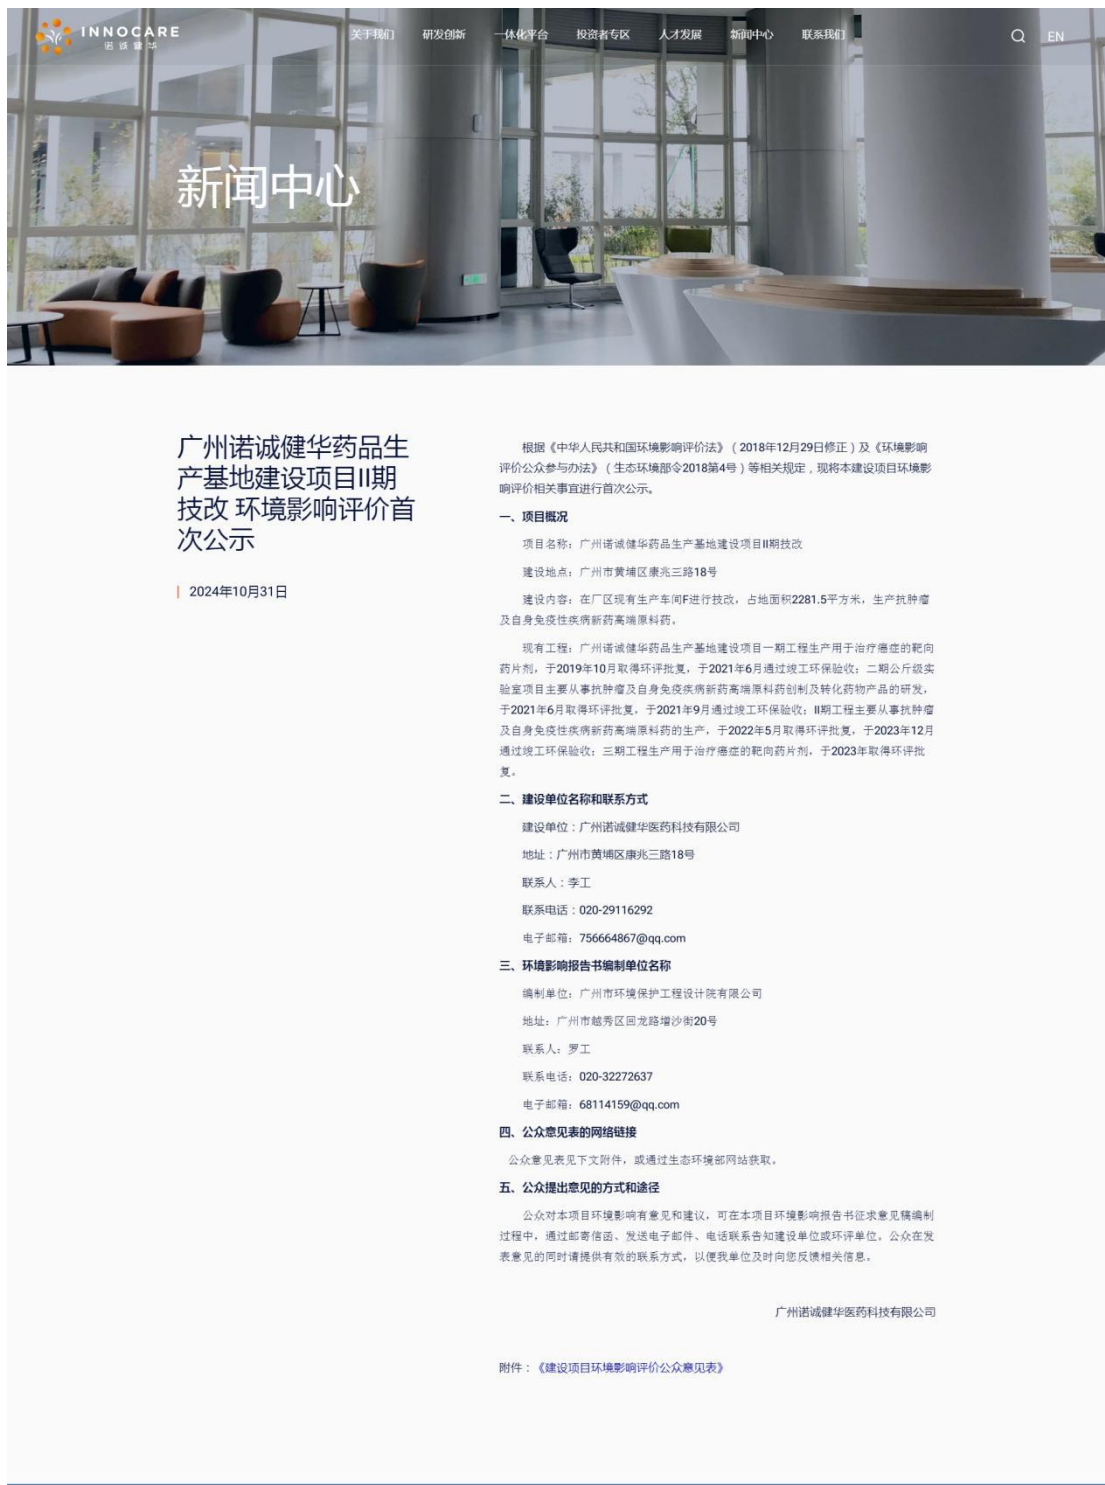 INNOCARE
诺诚健华
关于我们 研发创新 一体化平台 投资者专区 人才发展 新闻中心 联系我们 EN
新闻中心
广州诺诚健华药品生
产基地建设项目II期
技改 环境影响评价首
次公示
2024年10月31日
根据《中华人民共和国环境影响评价法》（2018年12月29日修正）及《环境影响
评价公众参与办法》（生态环境部令2018第4号）等相关规定，现将本建设项目环境影
响评价相关事宜进行首次公示。
一、项目概况
项目名称：广州诺诚健华药品生产基地建设项目II期技改
建设地点：广州市黄埔区康兆三路18号
建设内容：在厂区现有生产车间F进行技改，占地面积2281.5平方米，生产抗肿瘤
及自身免疫性疾病新药高端原料药。
现有工程：广州诺诚健华药品生产基地建设项目一期工程生产用于治疗癌症的靶向
药片剂，于2019年10月取得环评批复，于2021年6月通过竣工环保验收；二期公斤级实
验室项目主要从事抗肿瘤及自身免疫疾病新药高端原料药创制及转化药物产品的研发，
于2021年6月取得环评批复，于2021年9月通过竣工环保验收；II期工程主要从事抗肿瘤
及自身免疫性疾病新药高端原料药的生产，于2022年5月取得环评批复，于2023年12月
通过竣工环保验收；三期工程生产用于治疗癌症的靶向药片剂，于2023年取得环评批
复。
二、建设单位名称和联系方式
建设单位：广州诺诚健华医药科技有限公司
地址：广州市黄埔区康兆三路18号
联系人：李工
联系电话：020-29116292
电子邮箱：756664867@qq.com
三、环境影响报告书编制单位名称
编制单位：广州市环境保护工程设计院有限公司
地址：广州市越秀区回龙路增沙街20号
联系人：罗工
联系电话：020-32272637
电子邮箱：68114159@qq.com
四、公众意见表的网络链接
公众意见表见下文附件，或通过生态环境部网站获取。
五、公众提出意见的方式和途径
公众对本项目环境影响有意见和建议，可在本项目环境影响报告书征求意见稿编制
过程中，通过邮寄信函、发送电子邮件、电话联系告知建设单位或环评单位。公众在发
表意见的同时请提供有效的联系方式，以便我单位及时向您反馈相关信息。
广州诺诚健华医药科技有限公司
附件：《建设项目环境影响评价公众意见表》